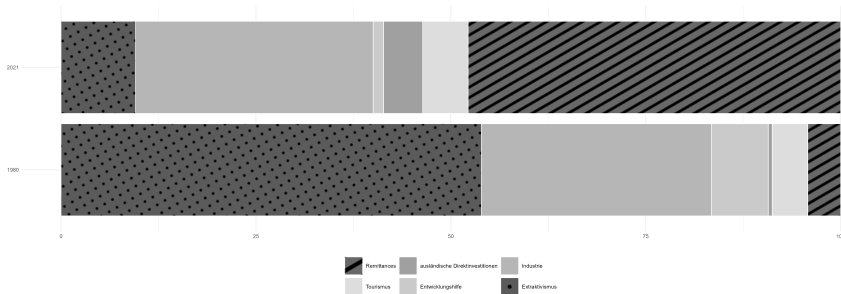 2021
1980
0 25 50 75 10
Remittances ausländische Direktinvestitionen Industrie
Tourismus Entwicklungshilfe Extraktivismus